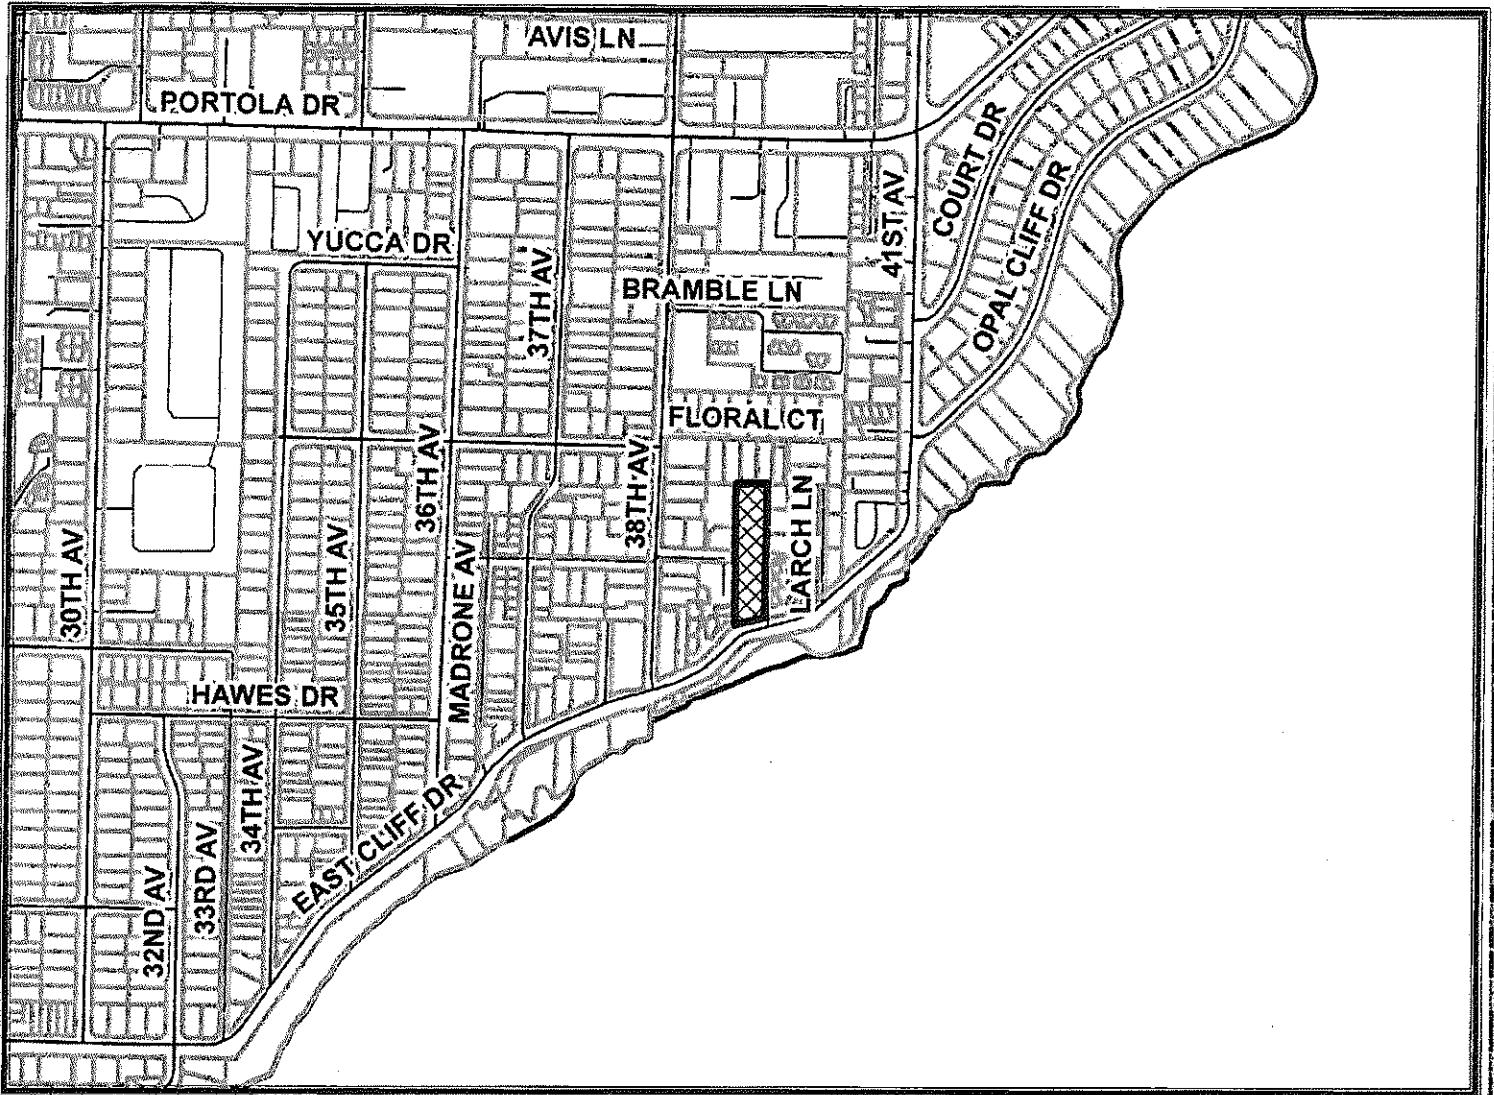 AVIS LN
PORTOLA DR
COURT DR
OPAL CLIFF DR
41ST AV
YUCCA DR
37TH AV
BRAMBLE LN
FLORAL CT
36TH AV
38TH AV
30TH AV
35TH AV
MADRONE AV
LARCH LN
HAWES DR
34TH AV
EAST CLIFF DR
33RD AV
32ND AV